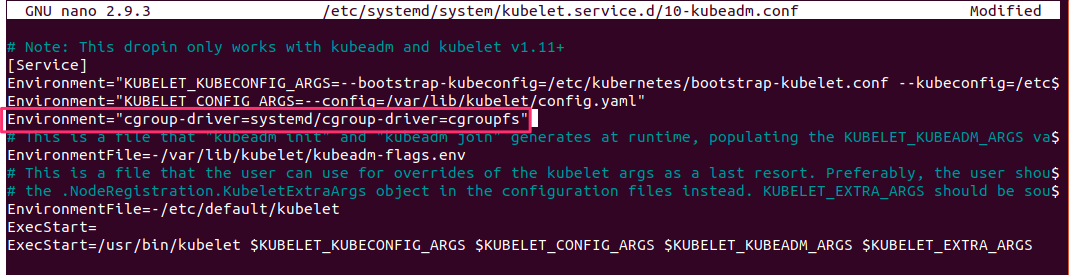 GNU nano 2.9.3 /etc/systemd/system/kubelet.service.d/10-kubeadm.conf Modified
# Note: This dropin only works with kubeadm and kubelet v1.11+
[Service]
Environment="KUBELET_KUBECONFIG_ARGS=--bootstrap-kubeconfig=/etc/kubernetes/bootstrap-kubelet.conf --kubeconfig=/etc$
Environment="KUBELET_CONFIG_ARGS=--config=/var/lib/kubelet/config.yaml"
Environment="cgroup-driver=systemd/cgroup-driver=cgroupfs"
# This is a file that "kubeadm init" and "kubeadm join" generates at runtime, populating the KUBELET_KUBEADM_ARGS va$
EnvironmentFile=-/var/lib/kubelet/kubeadm-flags.env
# This is a file that the user can use for overrides of the kubelet args as a last resort. Preferably, the user shou$
# the .NodeRegistration.KubeletExtraArgs object in the configuration files instead. KUBELET_EXTRA_ARGS should be sou$
EnvironmentFile=-/etc/default/kubelet
ExecStart=
ExecStart=/usr/bin/kubelet $KUBELET_KUBECONFIG_ARGS $KUBELET_CONFIG_ARGS $KUBELET_KUBEADM_ARGS $KUBELET_EXTRA_ARGS